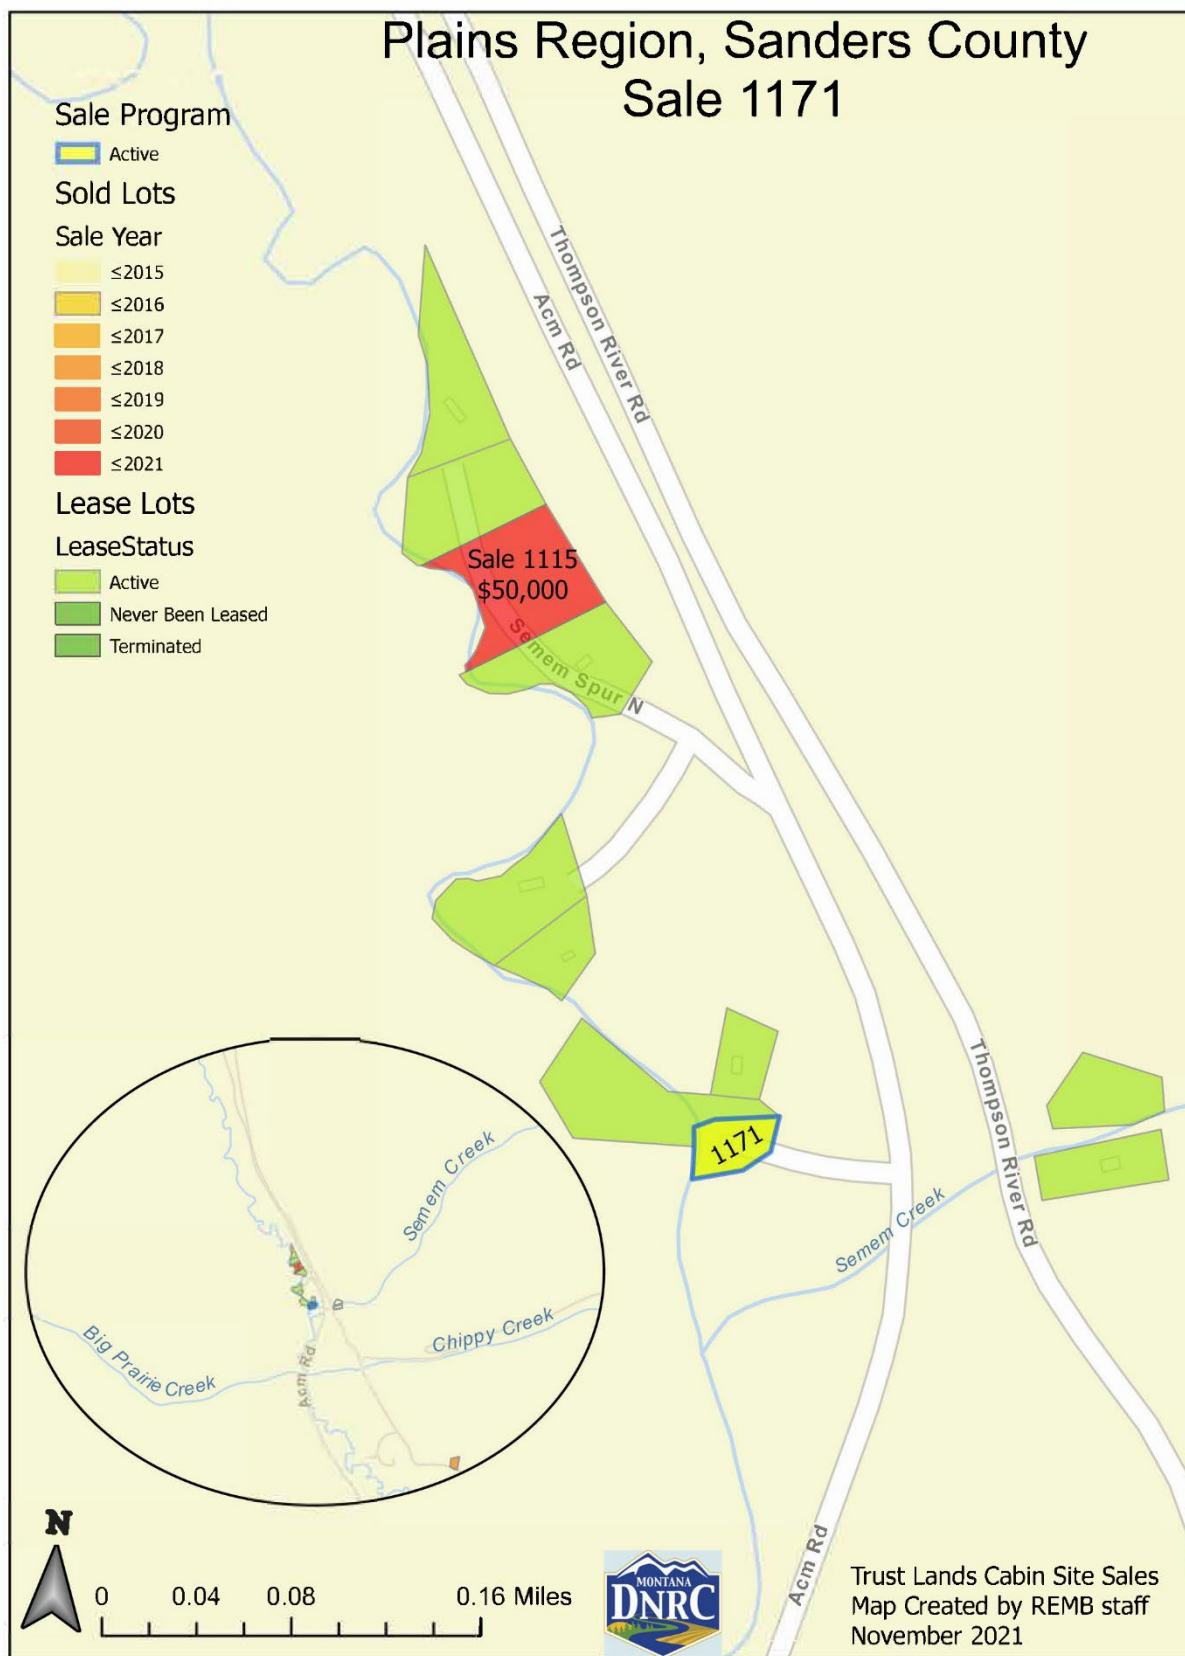 Plains Region, Sanders County
Sale 1171
Sale Program
Active
Sold Lots
Sale Year
≤2015
≤2016
≤2017
≤2018
≤2019
≤2020
≤2021
Lease Lots
LeaseStatus
Active
Never Been Leased
Terminated
Thompson River Rd
Acm Rd
Sale 1115
$50,000
Semem Spur N
1171
Thompson River Rd
Semem Creek
Acm Rd
Semem Creek
Chippy Creek
Big Prairie Creek
Acm Rd
N
0 0.04 0.08 0.16 Miles
MONTANA
DNRC
Trust Lands Cabin Site Sales
Map Created by REMB staff
November 2021